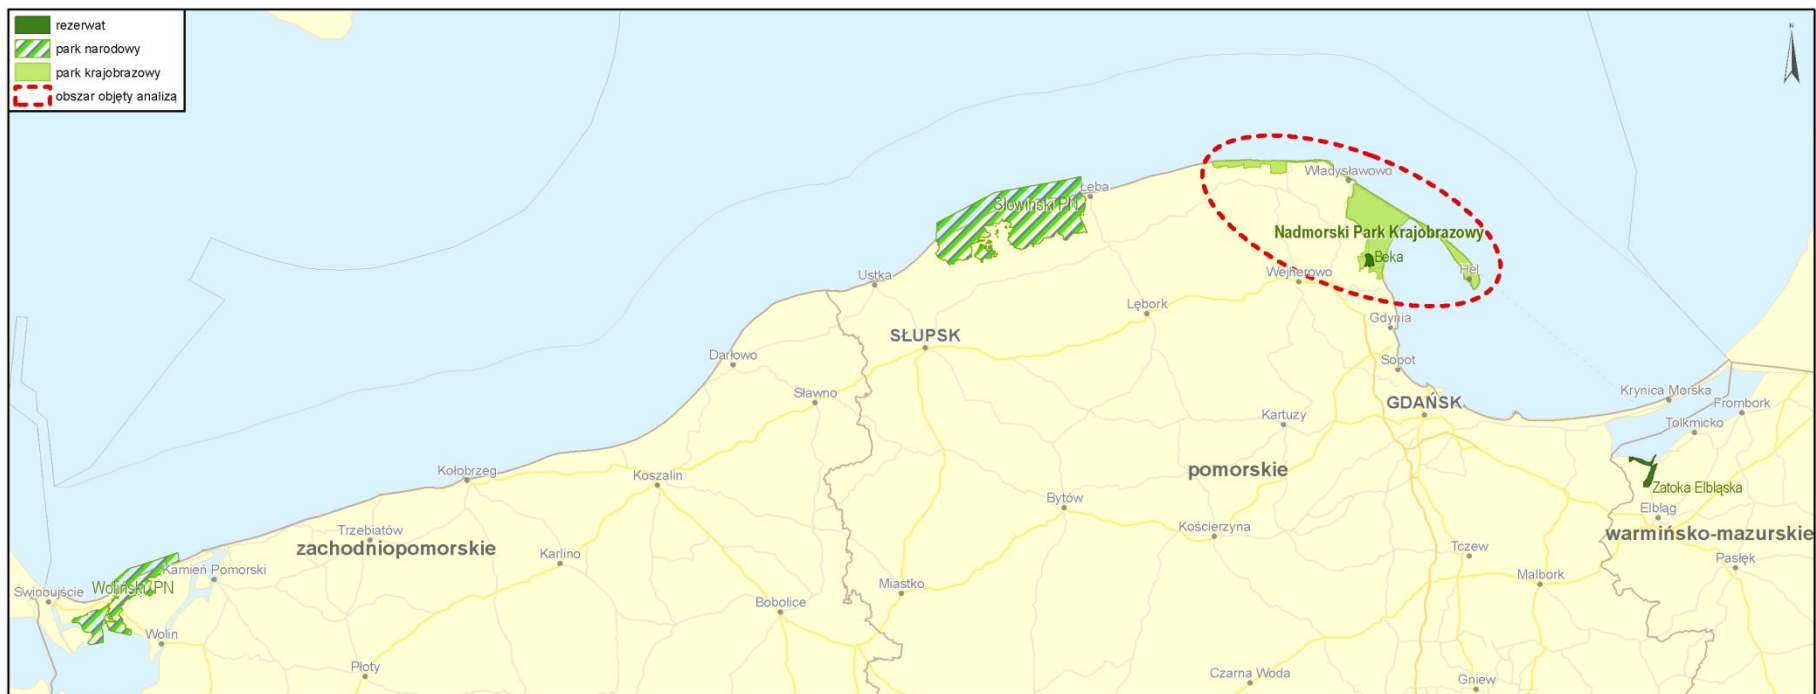 rezerwat
park narodowy
park krajobrazowy
obszar objęty analizą
N
Władysławowo
Łeba
Słowiński PN
Nadmorski Park Krajobrazowy
Beka
Hel
Wejherowo
Ustka
Lębork
Gdynia
SŁUPSK
Darłowo
Sopot
Sławno
Krynica Morska
GDAŃSK
Frombork
Kartuzy
Tolkmicko
Kołobrzeg
pomorskie
Koszalin
Zatoka Elbląska
Bytów
Elbląg
Kościerzyna
Trzebiatów
warmińsko-mazurskie
zachodniopomorskie
Karlino
Tczew
Pasłęk
Kamień Pomorski
Malbork
Woliński PN
Miastko
Świnoujście
Bobolice
Wolin
Płoty
Czarna Woda
Gniew